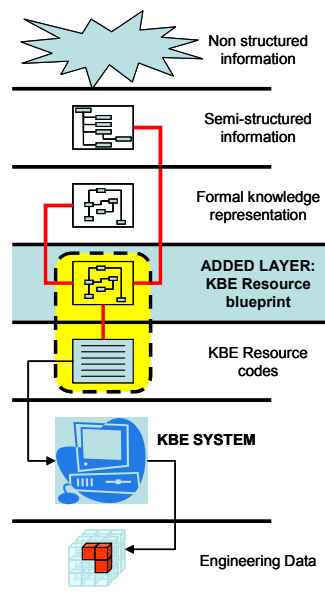 Non structured
information
Semi-structured
information
Formal knowledge
representation
ADDED LAYER:
KBE Resource
blueprint
KBE Resource
codes
KBE SYSTEM
Engineering Data